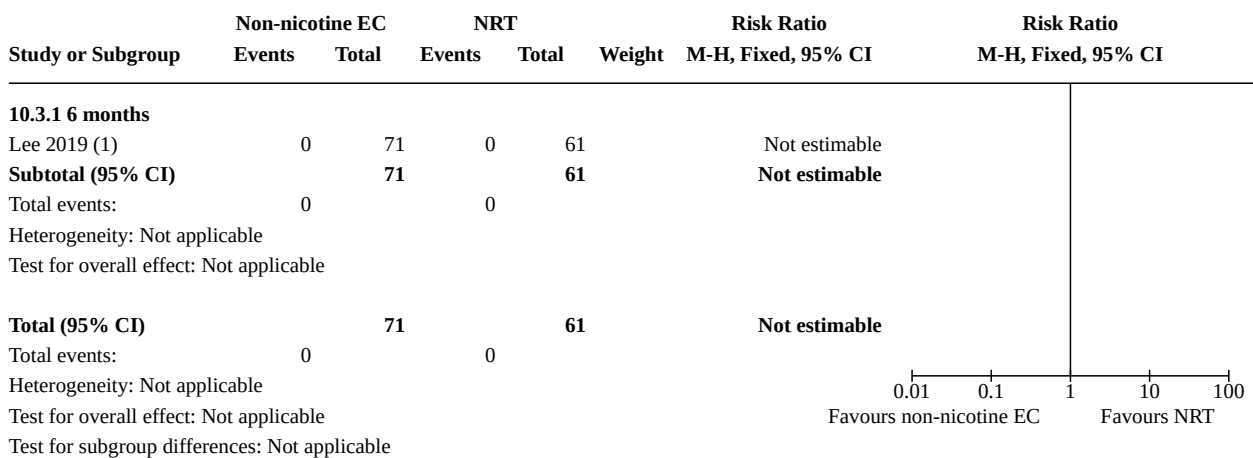 Non-nicotine EC NRT Risk Ratio Risk Ratio
Study or Subgroup Events Total Events Total Weight M-H, Fixed, 95% CI M-H, Fixed, 95% CI
10.3.1 6 months
Lee 2019 (1) 0 71 0 61 Not estimable
Subtotal (95% CI) 71 61 Not estimable
Total events: 0 0
Heterogeneity: Not applicable
Test for overall effect: Not applicable
Total (95% CI) 71 61 Not estimable
Total events: 0 0
Heterogeneity: Not applicable
0.01 0.1 1 10 100
Test for overall effect: Not applicable Favours non-nicotine EC Favours NRT
Test for subgroup differences: Not applicable